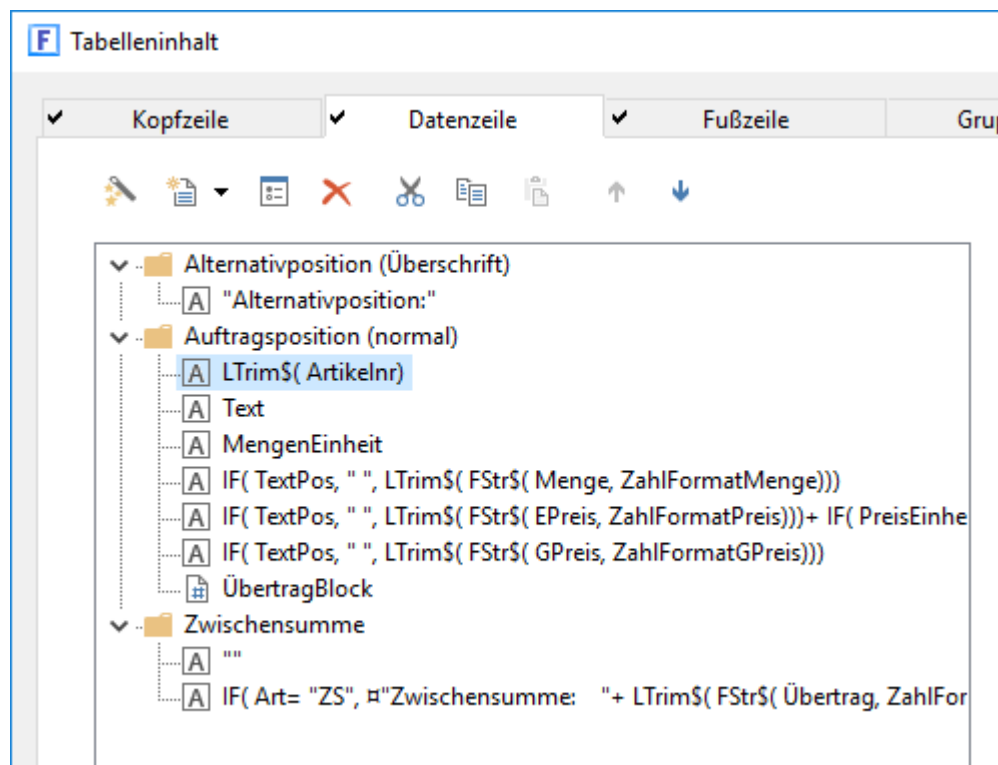 F Tabelleninhalt
Kopfzeile Datenzeile Fußzeile Grup
Alternativposition (Überschrift)
A "Alternativposition:"
Auftragsposition (normal)
A LTrim$( Artikelnr)
A Text
A MengenEinheit
A IF( TextPos, " ", LTrim$( FStr$( Menge, ZahlFormatMenge)))
A IF( TextPos, " ", LTrim$( FStr$( EPreis, ZahlFormatPreis)))+ IF( PreisEinhe
A IF( TextPos, " ", LTrim$( FStr$( GPreis, ZahlFormatGPreis)))
# ÜbertragBlock
Zwischensumme
A ""
A IF( Art= "ZS", ¤"Zwischensumme:   "+ LTrim$( FStr$( Übertrag, ZahlFor